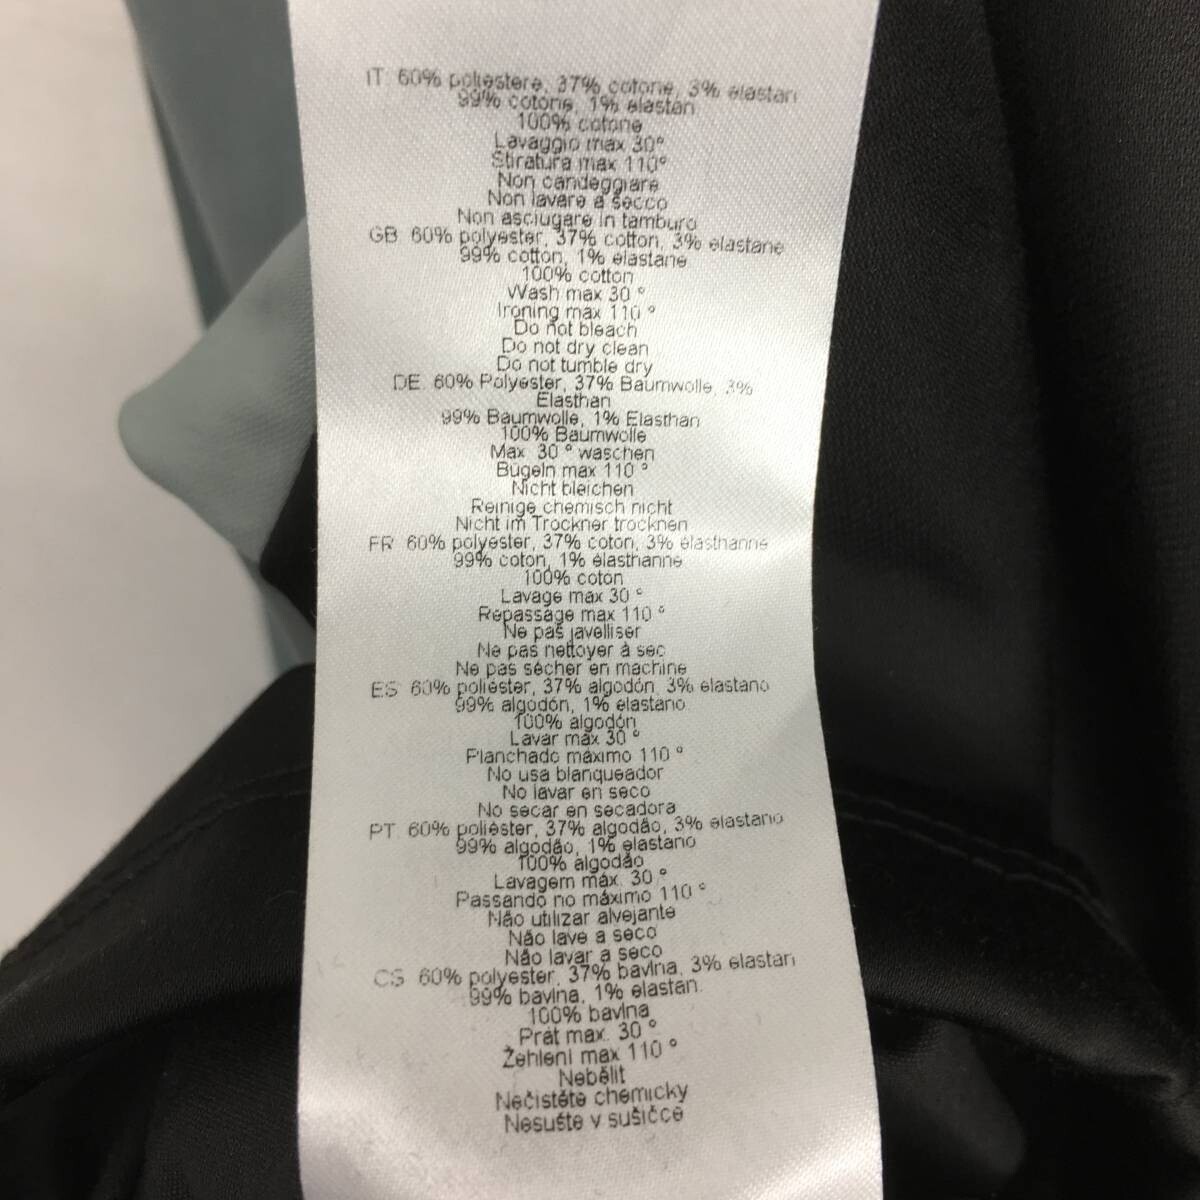 IT 60% poliestere, 37% cotone, 3% elastan
99% cotone, 1% elastan
100% cotone
Lavaggio max 30°
Stiratura max 110°
Non candeggiare
Non lavare a secco
Non asciugare in tamburo
GB 60% polyester, 37% cotton, 3% elastane
99% cotton, 1% elastane
100% cotton
Wash max 30 °
Ironing max 110 °
Do not bleach
Do not dry clean
Do not tumble dry
DE 60% Polyester, 37% Baumwolle, 3%
Elasthan
99% Baumwolle, 1% Elasthan
100% Baumwolle
Max 30 ° waschen
Bügeln max 110 °
Nicht bleichen
Reinige chemisch nicht
Nicht im Trockner trocknen
FR 60% polyester, 37% coton, 3% élasthanne
99% coton, 1% élasthanne
100% coton
Lavage max 30 °
Repassage max 110 °
Ne pas javelliser
Ne pas nettoyer à sec
Ne pas sécher en machine
ES 60% poliéster, 37% algodón, 3% elastano
99% algodón, 1% elastano
100% algodón
Lavar máx 30 °
Planchado máximo 110 °
No usa blanqueador
No lavar en seco
No secar en secadora
PT 60% poliéster, 37% algodão, 3% elastano
99% algodão, 1% elastano
100% algodão
Lavagem máx. 30 °
Passando no máximo 110 °
Não utilizar alvejante
Não lave a seco
Não lavar a seco
CS 60% polyester, 37% bavlna, 3% elastan
99% bavlna, 1% elastan
100% bavlna
Prát max. 30 °
Žehlení max 110 °
Nebělit
Nečistěte chemicky
Nesušte v sušičce